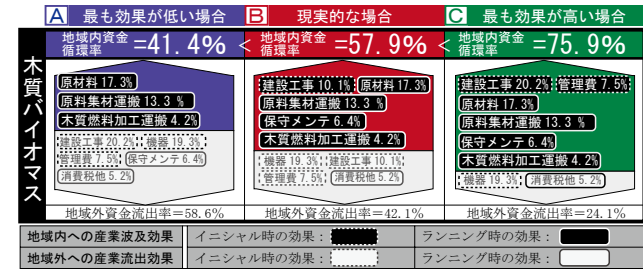 A 最も効果が低い場合 B 現実的な場合 C 最も効果が高い場合
地域内資金循環率=41.4% < 地域内資金循環率=57.9% < 地域内資金循環率=75.9%
木質バイオマス
原材料 17.3%
原料集材運搬 13.3 %
木質燃料加工運搬 4.2%
建設工事 20.2% 機器 19.3%
管理費 7.5% 保守メンテ 6.4%
消費税他 5.2%
地域外資金流出率=58.6%
建設工事 10.1% 原材料 17.3%
原料集材運搬 13.3 %
保守メンテ 6.4%
木質燃料加工運搬 4.2%
機器 19.3% 建設工事 10.1%
管理費 7.5% 消費税他 5.2%
地域外資金流出率=42.1%
建設工事 20.2% 管理費 7.5%
原材料 17.3%
原料集材運搬 13.3 %
保守メンテ 6.4%
木質燃料加工運搬 4.2%
機器 19.3% 消費税他 5.2%
地域外資金流出率=24.1%
地域内への産業波及効果 イニシャル時の効果： ランニング時の効果：
地域外への産業流出効果 イニシャル時の効果： ランニング時の効果：